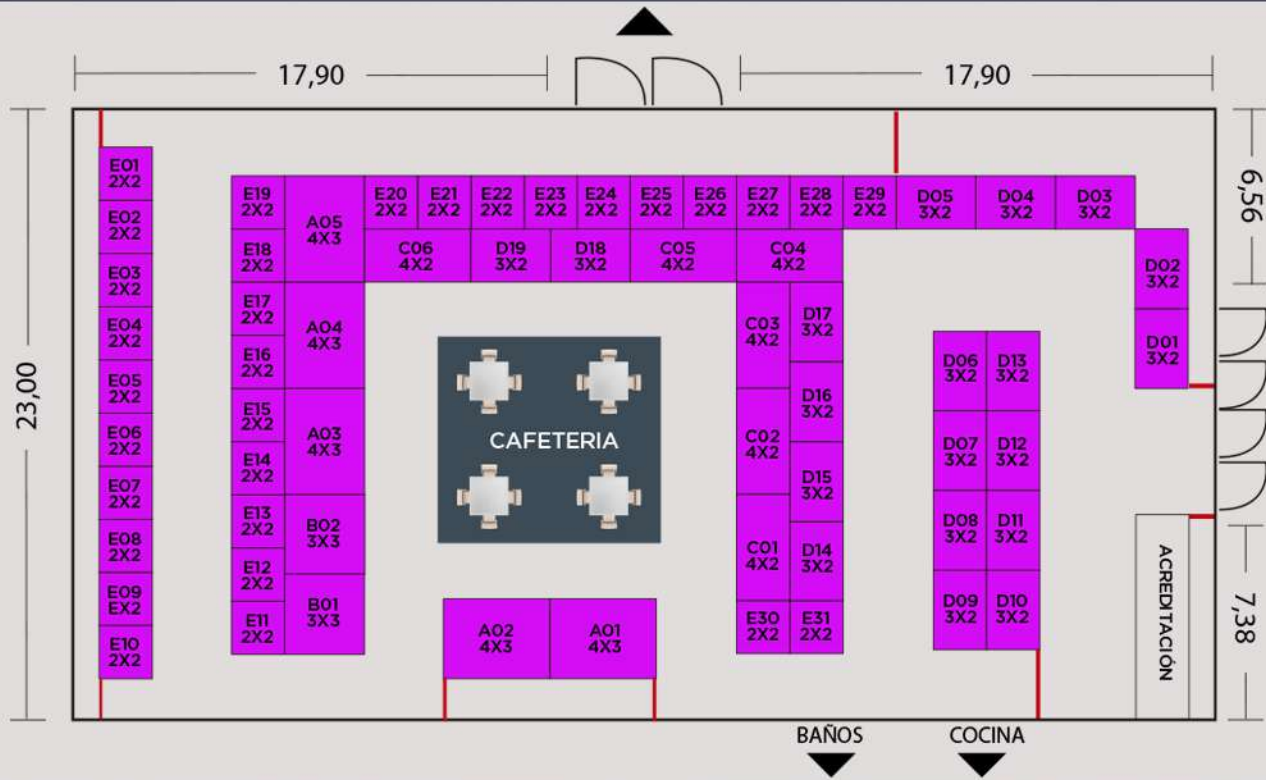 17,90
17,90
23,00
6,56
7,38
E01
2X2
E02
2X2
E03
2X2
E04
2X2
E05
2X2
E06
2X2
E07
2X2
E08
2X2
E09
EX2
E10
2X2
E19
2X2
E18
2X2
E17
2X2
E16
2X2
E15
2X2
E14
2X2
E13
2X2
E12
2X2
E11
2X2
A05
4X3
A04
4X3
A03
4X3
B02
3X3
B01
3X3
E20
2X2
E21
2X2
E22
2X2
E23
2X2
E24
2X2
E25
2X2
E26
2X2
E27
2X2
E28
2X2
E29
2X2
D05
3X2
D04
3X2
D03
3X2
C06
4X2
D19
3X2
D18
3X2
C05
4X2
C04
4X2
CAFETERIA
A02
4X3
A01
4X3
C03
4X2
C02
4X2
C01
4X2
E30
2X2
D17
3X2
D16
3X2
D15
3X2
D14
3X2
E31
2X2
D06
3X2
D13
3X2
D07
3X2
D12
3X2
D08
3X2
D11
3X2
D09
3X2
D10
3X2
D02
3X2
D01
3X2
ACREDITACIÓN
BAÑOS
COCINA